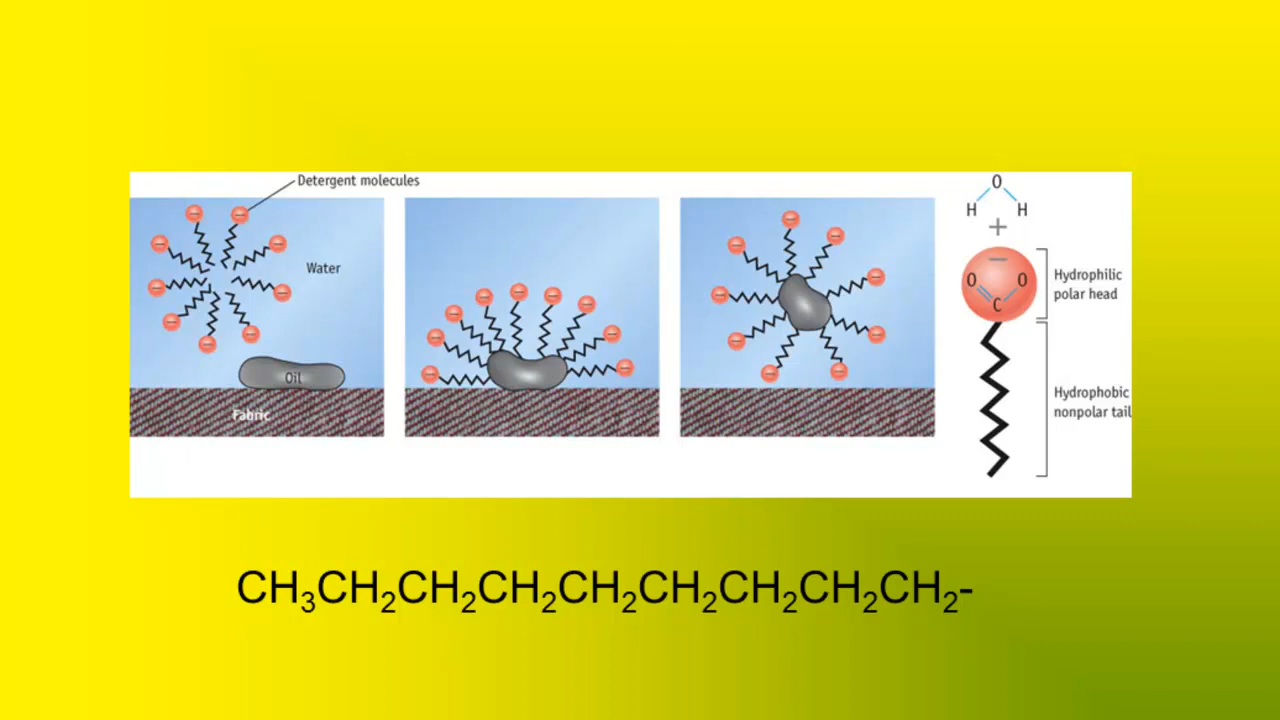 Detergent molecules
Water
Oil
Fabric
O
H H
+
−
O O
C
Hydrophilic
polar head
Hydrophobic
nonpolar tail
CH₃CH₂CH₂CH₂CH₂CH₂CH₂CH₂CH₂-